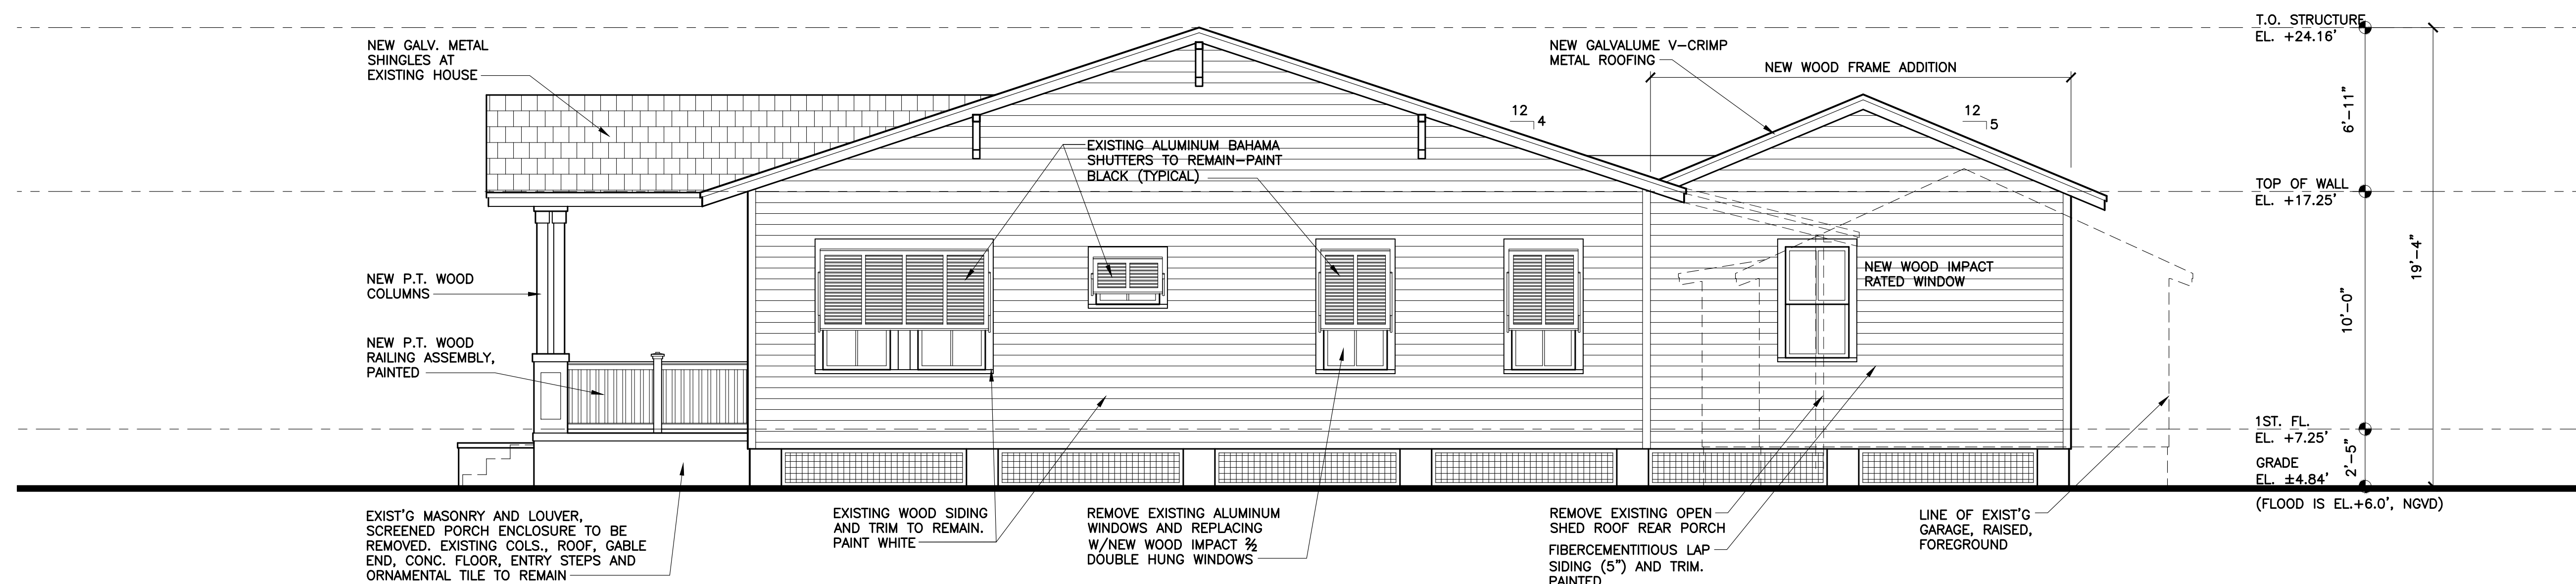 NEW GALV. METAL
SHINGLES AT
EXISTING HOUSE
NEW P.T. WOOD
COLUMNS
NEW P.T. WOOD
RAILING ASSEMBLY,
PAINTED
EXIST'G MASONRY AND LOUVER,
SCREENED PORCH ENCLOSURE TO BE
REMOVED. EXISTING COLS., ROOF, GABLE
END, CONC. FLOOR, ENTRY STEPS AND
ORNAMENTAL TILE TO REMAIN
EXISTING ALUMINUM BAHAMA
SHUTTERS TO REMAIN-PAINT
BLACK (TYPICAL)
EXISTING WOOD SIDING
AND TRIM TO REMAIN.
PAINT WHITE
REMOVE EXISTING ALUMINUM
WINDOWS AND REPLACING
W/NEW WOOD IMPACT 2/2
DOUBLE HUNG WINDOWS
12
4
NEW GALVALUME V-CRIMP
METAL ROOFING
NEW WOOD FRAME ADDITION
12
5
NEW WOOD IMPACT
RATED WINDOW
REMOVE EXISTING OPEN
SHED ROOF REAR PORCH
FIBERCEMENTITIOUS LAP
SIDING (5") AND TRIM.
PAINTED
LINE OF EXIST'G
GARAGE, RAISED,
FOREGROUND
T.O. STRUCTURE
EL. +24.16'
6'-11"
TOP OF WALL
EL. +17.25'
10'-0"
19'-4"
1ST. FL.
EL. +7.25'
2'-5"
GRADE
EL. ±4.84'
(FLOOD IS EL.+6.0', NGVD)